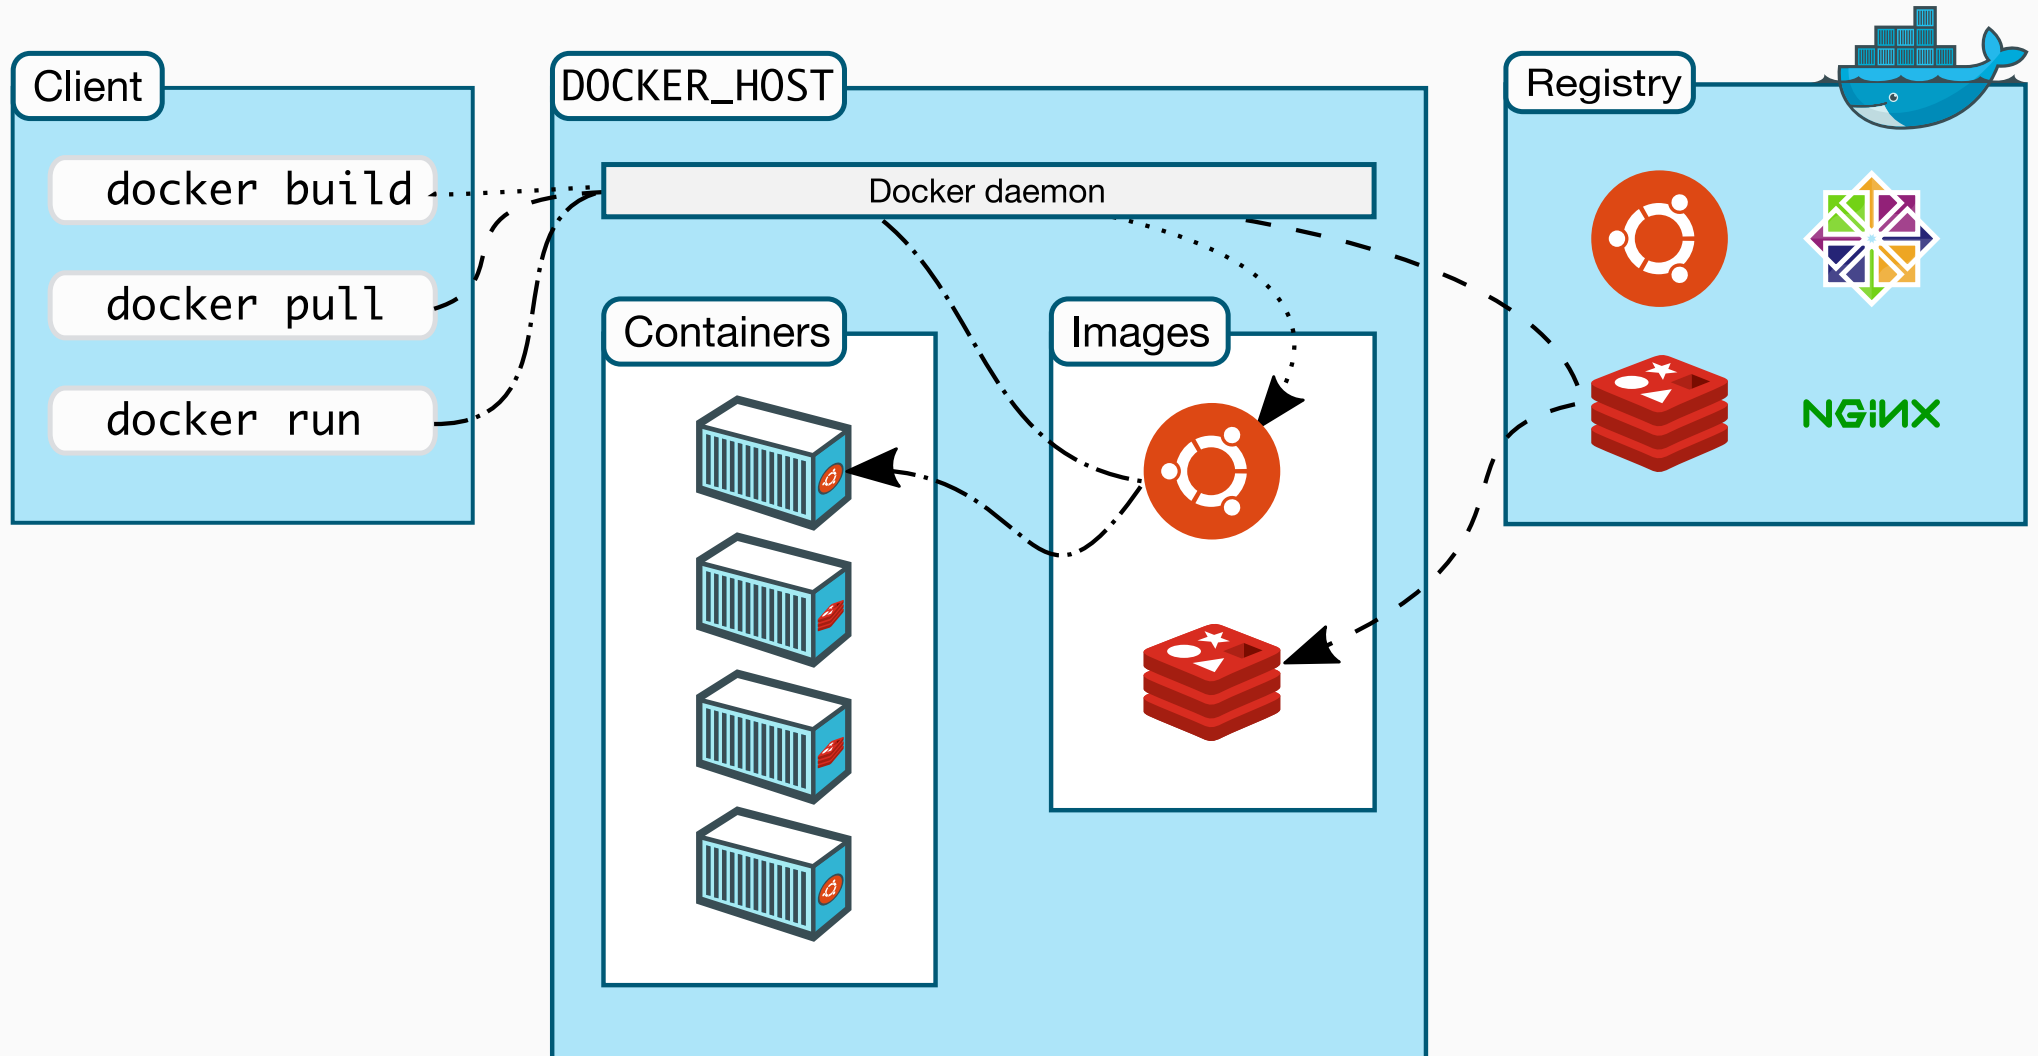 Client
docker build
docker pull
docker run
DOCKER_HOST
Docker daemon
Containers
Images
Registry
NGiNX